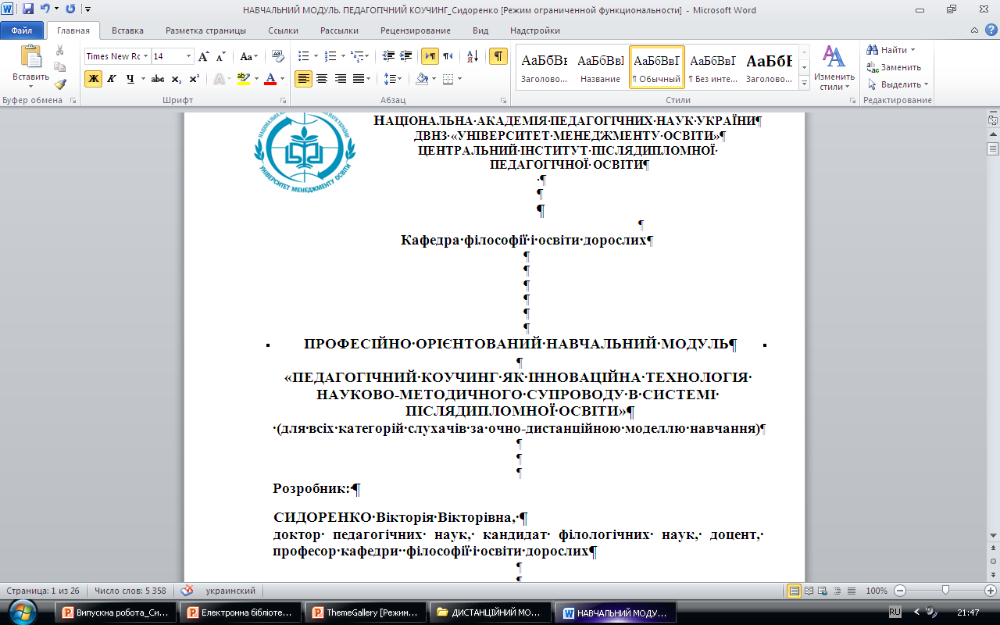 НАВЧАЛЬНИЙ МОДУЛЬ. ПЕДАГОГІЧНИЙ КОУЧИНГ_Сидоренко [Режим ограниченной функциональности] - Microsoft Word
Файл Главная Вставка Разметка страницы Ссылки Рассылки Рецензирование Вид Надстройки
Вставить
Times New Ro 14
Ж К Ч abc x₂ x²
АаБбВв АаБбВвІ АаБбВвГ АаБбВвГ АаБбЕ
Заголово... Название ¶ Обычный ¶ Без инте... Заголово...
Изменить стили
Найти
Заменить
Выделить
Буфер обмена Шрифт Абзац Стили Редактирование
НАЦІОНАЛЬНА АКАДЕМІЯ ПЕДАГОГІЧНИХ НАУК УКРАЇНИ¶
ДВНЗ «УНІВЕРСИТЕТ МЕНЕДЖМЕНТУ ОСВІТИ»¶
ЦЕНТРАЛЬНИЙ ІНСТИТУТ ПІСЛЯДИПЛОМНОЇ
ПЕДАГОГІЧНОЇ ОСВІТИ¶
УНІВЕРСИТЕТ МЕНЕДЖМЕНТУ ОСВІТИ
Кафедра філософії і освіти дорослих¶
ПРОФЕСІЙНО ОРІЄНТОВАНИЙ НАВЧАЛЬНИЙ МОДУЛЬ¶
«ПЕДАГОГІЧНИЙ КОУЧИНГ ЯК ІННОВАЦІЙНА ТЕХНОЛОГІЯ
НАУКОВО-МЕТОДИЧНОГО СУПРОВОДУ В СИСТЕМІ
ПІСЛЯДИПЛОМНОЇ ОСВІТИ»¶
(для всіх категорій слухачів за очно-дистанційною моделлю навчання)¶
Розробник: ¶
СИДОРЕНКО Вікторія Вікторівна, ¶
доктор педагогічних наук, кандидат філологічних наук, доцент,
професор кафедри філософії і освіти дорослих¶
Страница: 1 из 26 Число слов: 5 358 украинский 100%
Випускна робота_Си... Електронна бібліоте... ThemeGallery [Режим... ДИСТАНЦІЙНИЙ МО... НАВЧАЛЬНИЙ МОДУ... RU 21:47